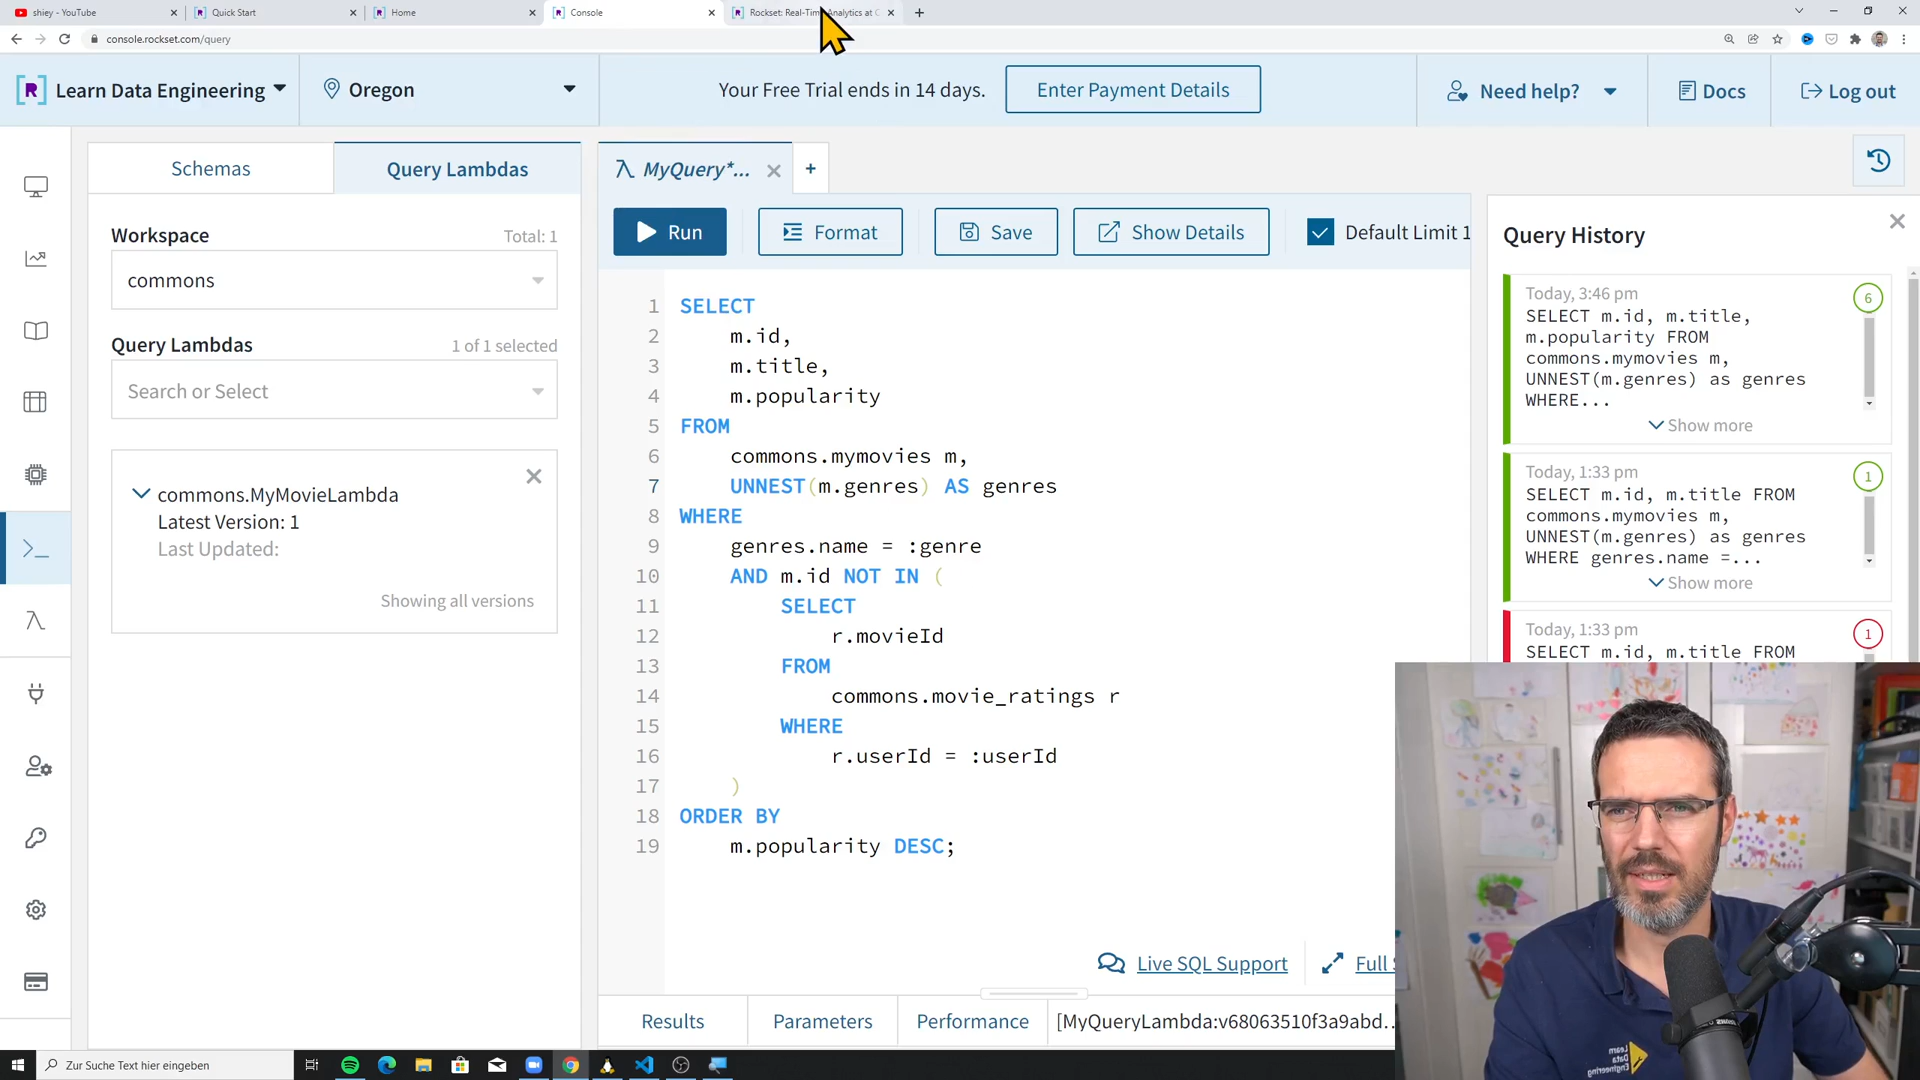 shiey - YouTube
Quick Start
Home
Console
Rockset: Real-Time Analytics at C
console.rockset.com/query
[R] Learn Data Engineering
Oregon
Your Free Trial ends in 14 days.
Enter Payment Details
Need help?
Docs
Log out
Schemas
Query Lambdas
Workspace
Total: 1
commons
Query Lambdas
1 of 1 selected
Search or Select
commons.MyMovieLambda
Latest Version: 1
Last Updated:
Showing all versions
λ MyQuery*...
+
Run
Format
Save
Show Details
Default Limit 1
1 SELECT
2 m.id,
3 m.title,
4 m.popularity
5 FROM
6 commons.mymovies m,
7 UNNEST(m.genres) AS genres
8 WHERE
9 genres.name = :genre
10 AND m.id NOT IN (
11 SELECT
12 r.movieId
13 FROM
14 commons.movie_ratings r
15 WHERE
16 r.userId = :userId
17 )
18 ORDER BY
19 m.popularity DESC;
Live SQL Support
Full S
Results
Parameters
Performance
[MyQueryLambda:v68063510f3a9abd...
Query History
Today, 3:46 pm
6
SELECT m.id, m.title,
m.popularity FROM
commons.mymovies m,
UNNEST(m.genres) as genres
WHERE...
Show more
Today, 1:33 pm
1
SELECT m.id, m.title FROM
commons.mymovies m,
UNNEST(m.genres) as genres
WHERE genres.name =...
Show more
Today, 1:33 pm
1
SELECT m.id, m.title FROM
Learn
Data
Engineering
Zur Suche Text hier eingeben